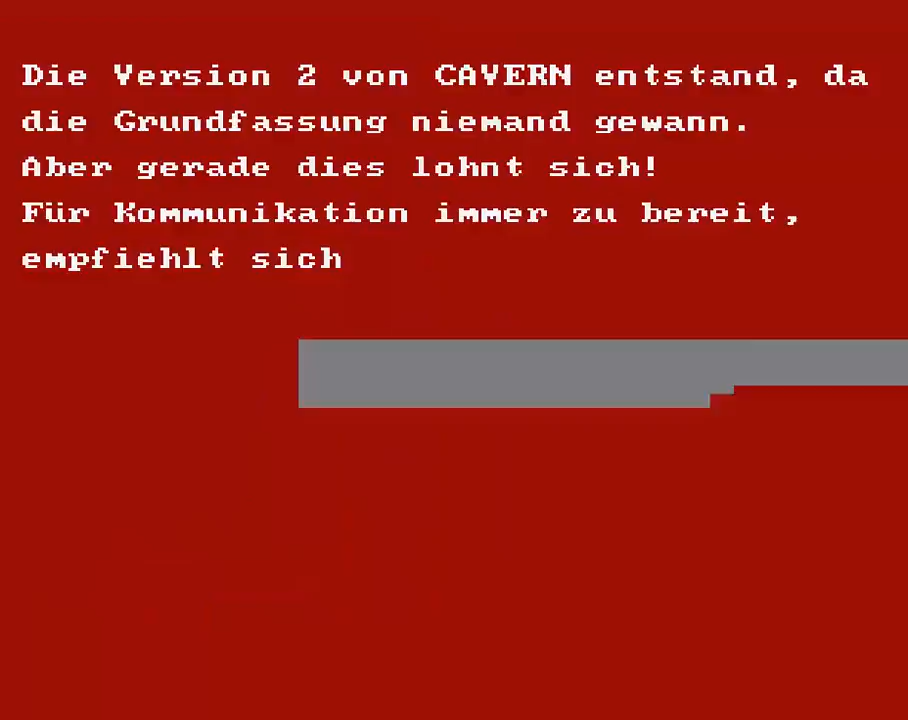 Die Version 2 von CAVERN entstand, da
die Grundfassung niemand gewann.
Aber gerade dies lohnt sich!
Für Kommunikation immer zu bereit,
empfiehlt sich